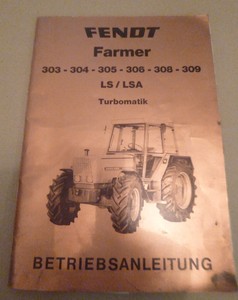 FENDT
Farmer
303 - 304 - 305 - 306 - 308 - 309
LS / LSA
Turbomatik
BETRIEBSANLEITUNG